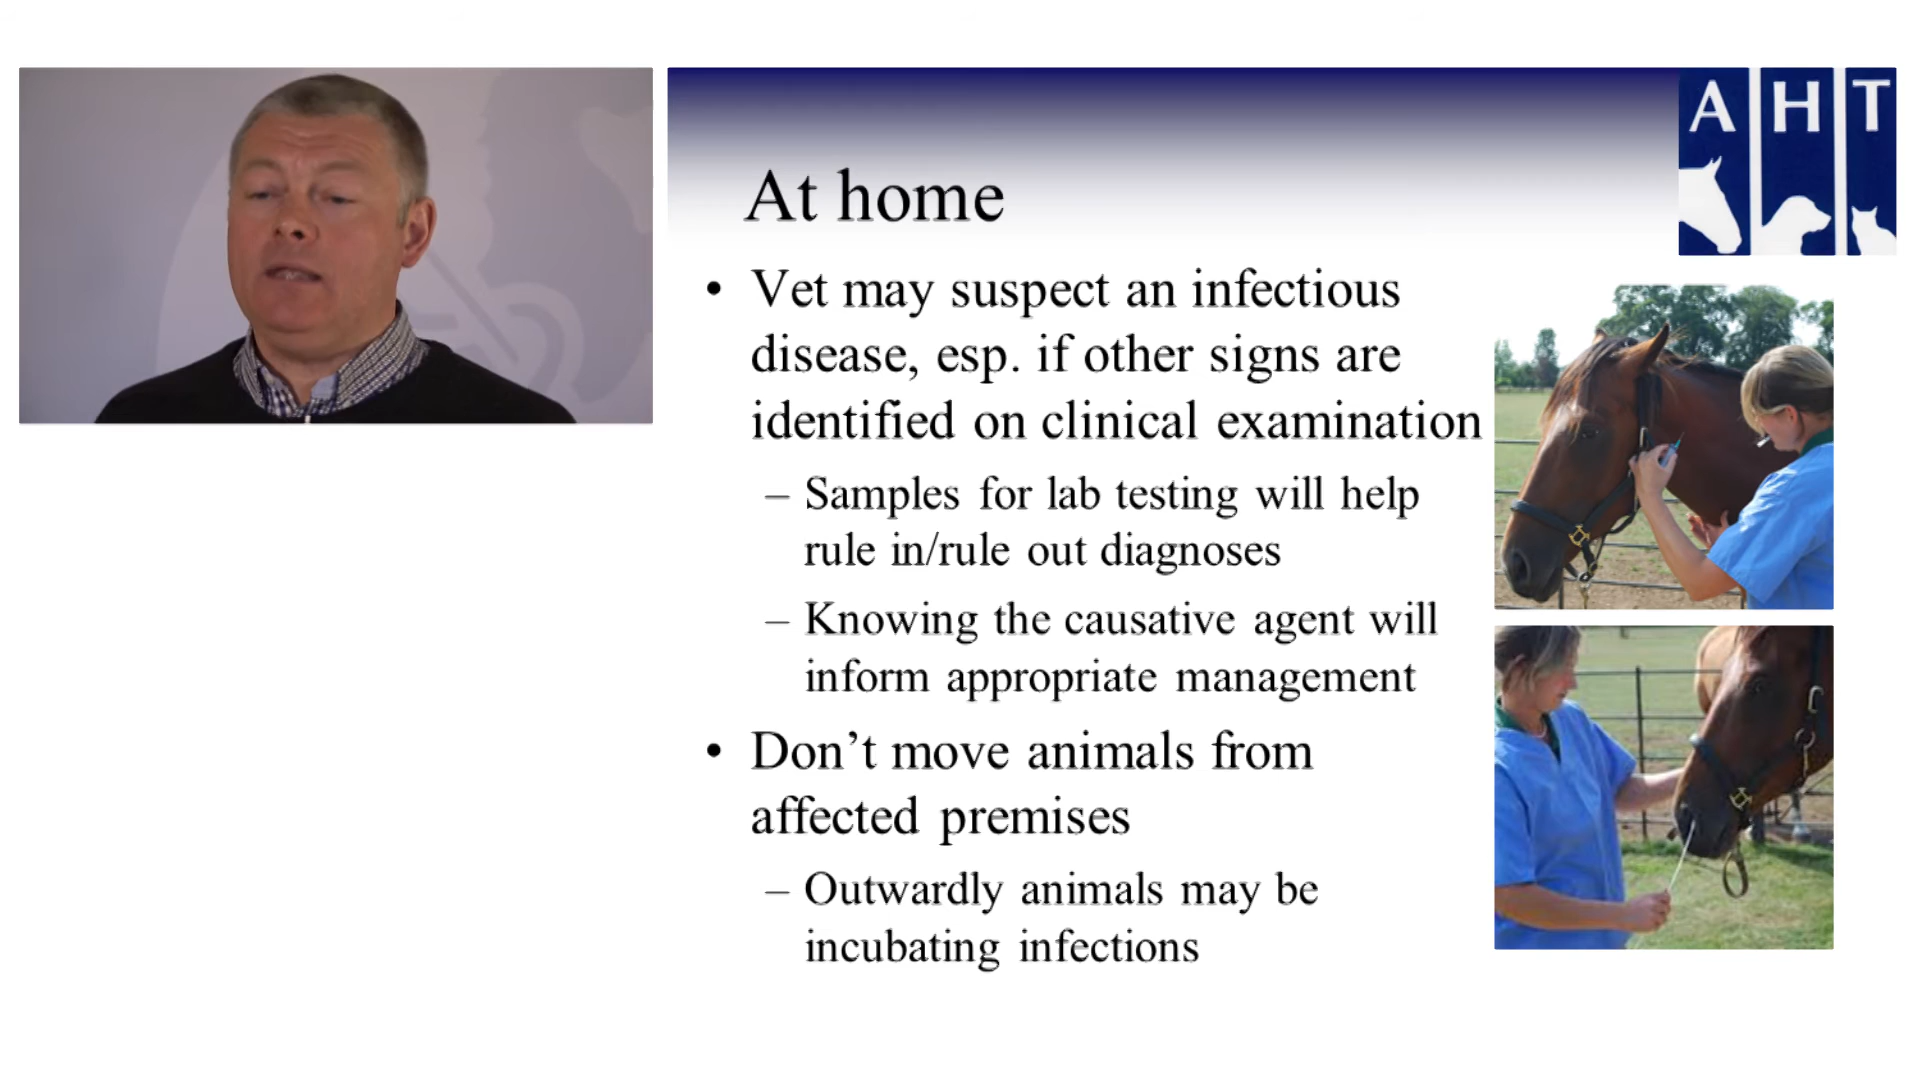 AHT
At home
• Vet may suspect an infectious
disease, esp. if other signs are
identified on clinical examination
– Samples for lab testing will help
rule in/rule out diagnoses
– Knowing the causative agent will
inform appropriate management
• Don’t move animals from
affected premises
– Outwardly animals may be
incubating infections